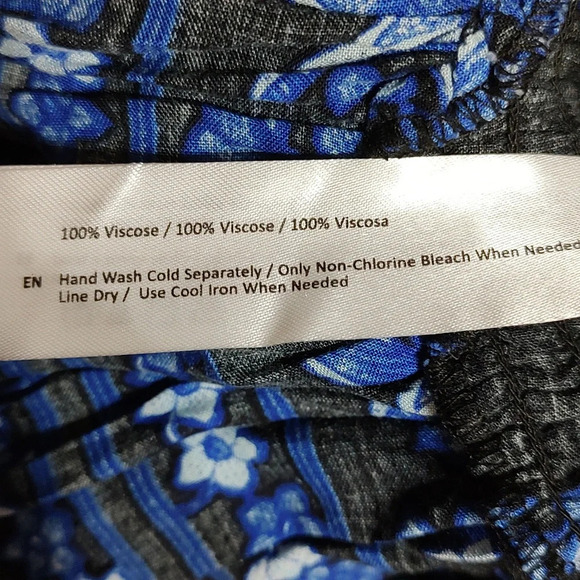 100% Viscose / 100% Viscose / 100% Viscosa
EN Hand Wash Cold Separately / Only Non-Chlorine Bleach When Needed
Line Dry / Use Cool Iron When Needed